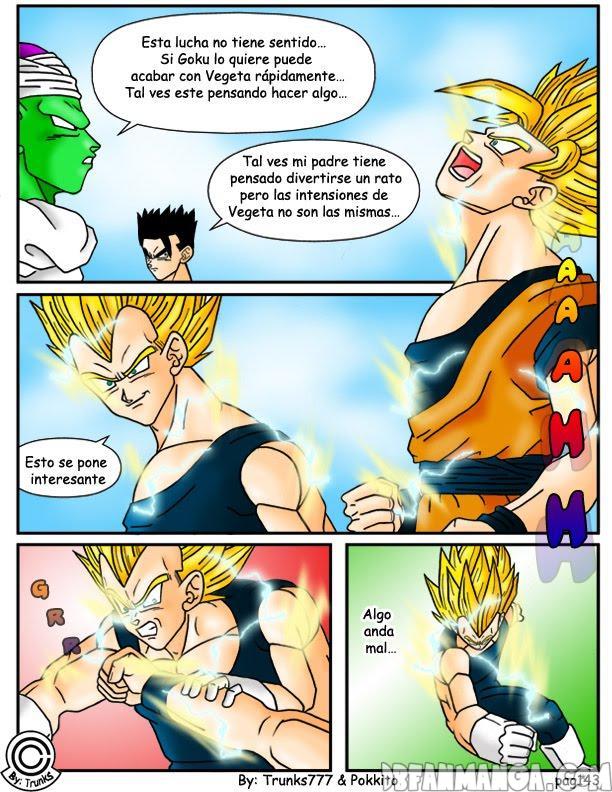 Esta lucha no tiene sentido...
Si Goku lo quiere puede
acabar con Vegeta rápidamente...
Tal ves este pensando hacer algo...
Tal ves mi padre tiene
pensado divertirse un rato
pero las intensiones de
Vegeta no son las mismas...
AAAAHHH
Esto se pone
interesante
GRR
Algo
anda
mal...
By: Trunks
By: Trunks777 & Pokkito
pag143
DBFANMANGA.COM